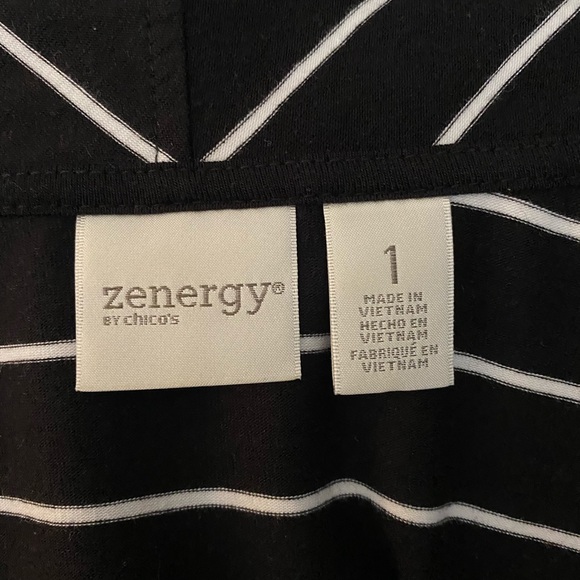 zenergy®
BY chico's
1
MADE IN
VIETNAM
HECHO EN
VIETNAM
FABRIQUÉ EN
VIETNAM